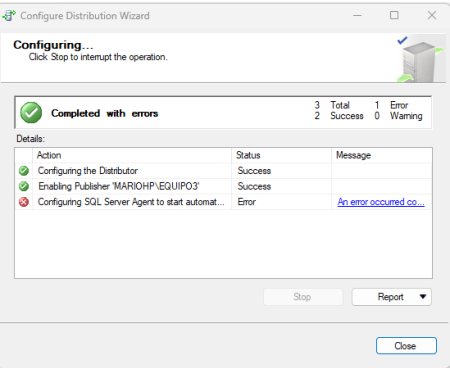 Configure Distribution Wizard
Configuring...
Click Stop to interrupt the operation.
Completed with errors
3 Total 1 Error
2 Success 0 Warning
Details:
Action Status Message
Configuring the Distributor Success
Enabling Publisher 'MARIOHP\EQUIPO3' Success
Configuring SQL Server Agent to start automat... Error An error occurred co...
Stop Report
Close